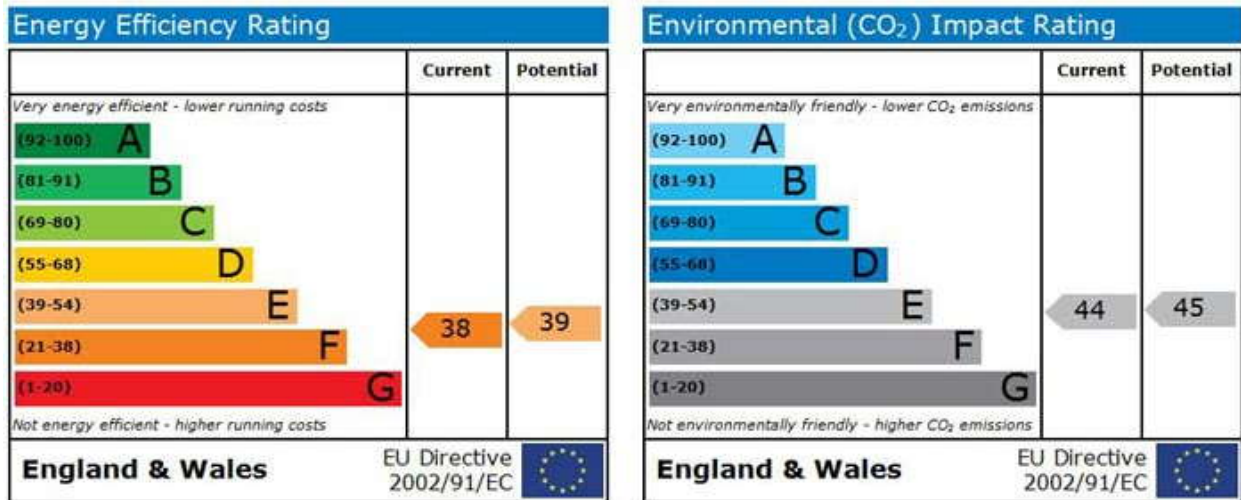 Energy Efficiency Rating
Current Potential
Very energy efficient - lower running costs
(92-100) A
(81-91) B
(69-80) C
(55-68) D
(39-54) E
(21-38) F
(1-20) G
38
39
Not energy efficient - higher running costs
England & Wales
EU Directive
2002/91/EC
Environmental (CO₂) Impact Rating
Current Potential
Very environmentally friendly - lower CO₂ emissions
(92-100) A
(81-91) B
(69-80) C
(55-68) D
(39-54) E
(21-38) F
(1-20) G
44
45
Not environmentally friendly - higher CO₂ emissions
England & Wales
EU Directive
2002/91/EC